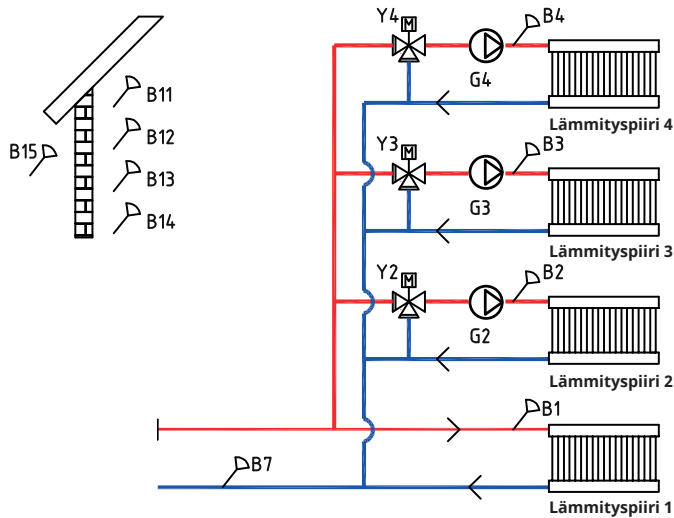 Y4
M
B4
G4
B11
B12
B13
B14
B15
Lämmityspiiri 4
Y3
M
B3
G3
Lämmityspiiri 3
Y2
M
B2
G2
Lämmityspiiri 2
B1
B7
Lämmityspiiri 1